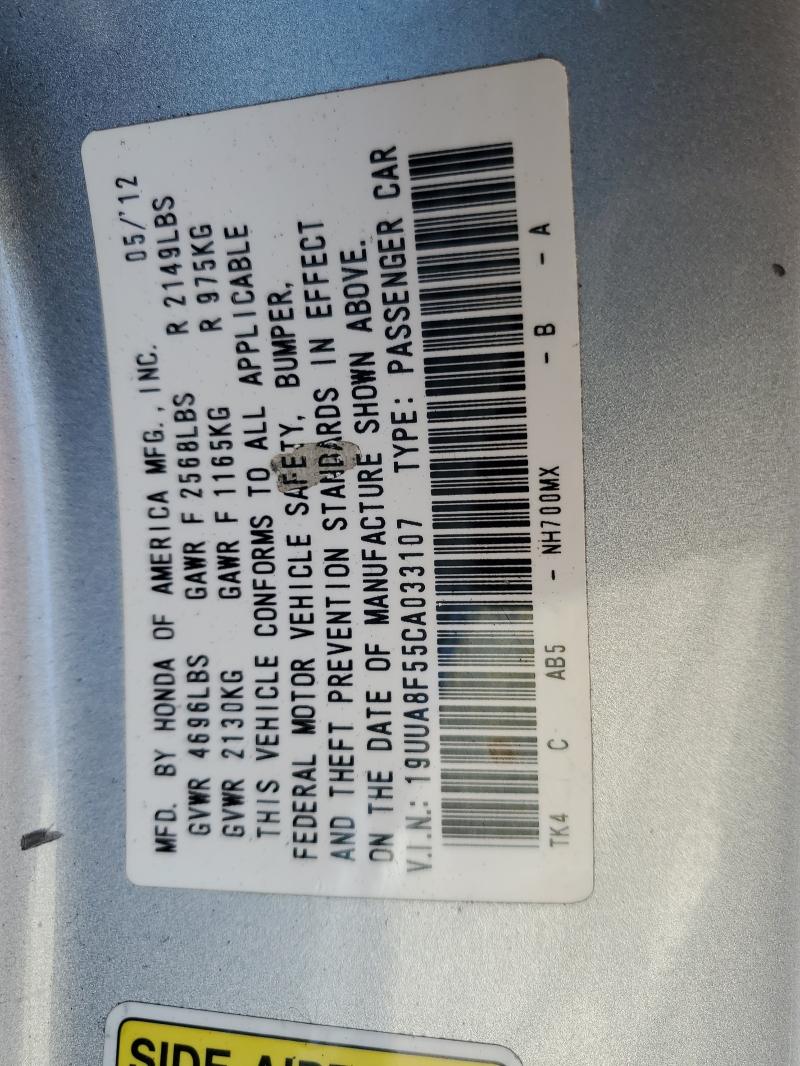 MFD. BY HONDA OF AMERICA MFG., INC. 05/'12
GVWR 4696LBS GAWR F 2568LBS R 2149LBS
GVWR 2130KG GAWR F 1165KG R 975KG
THIS VEHICLE CONFORMS TO ALL APPLICABLE
FEDERAL MOTOR VEHICLE SAFETY, BUMPER,
AND THEFT PREVENTION STANDARDS IN EFFECT
ON THE DATE OF MANUFACTURE SHOWN ABOVE.
V.I.N.: 19UUA8F55CA033107 TYPE: PASSENGER CAR
TK4 C AB5 - NH700MX - B - A
SIDE